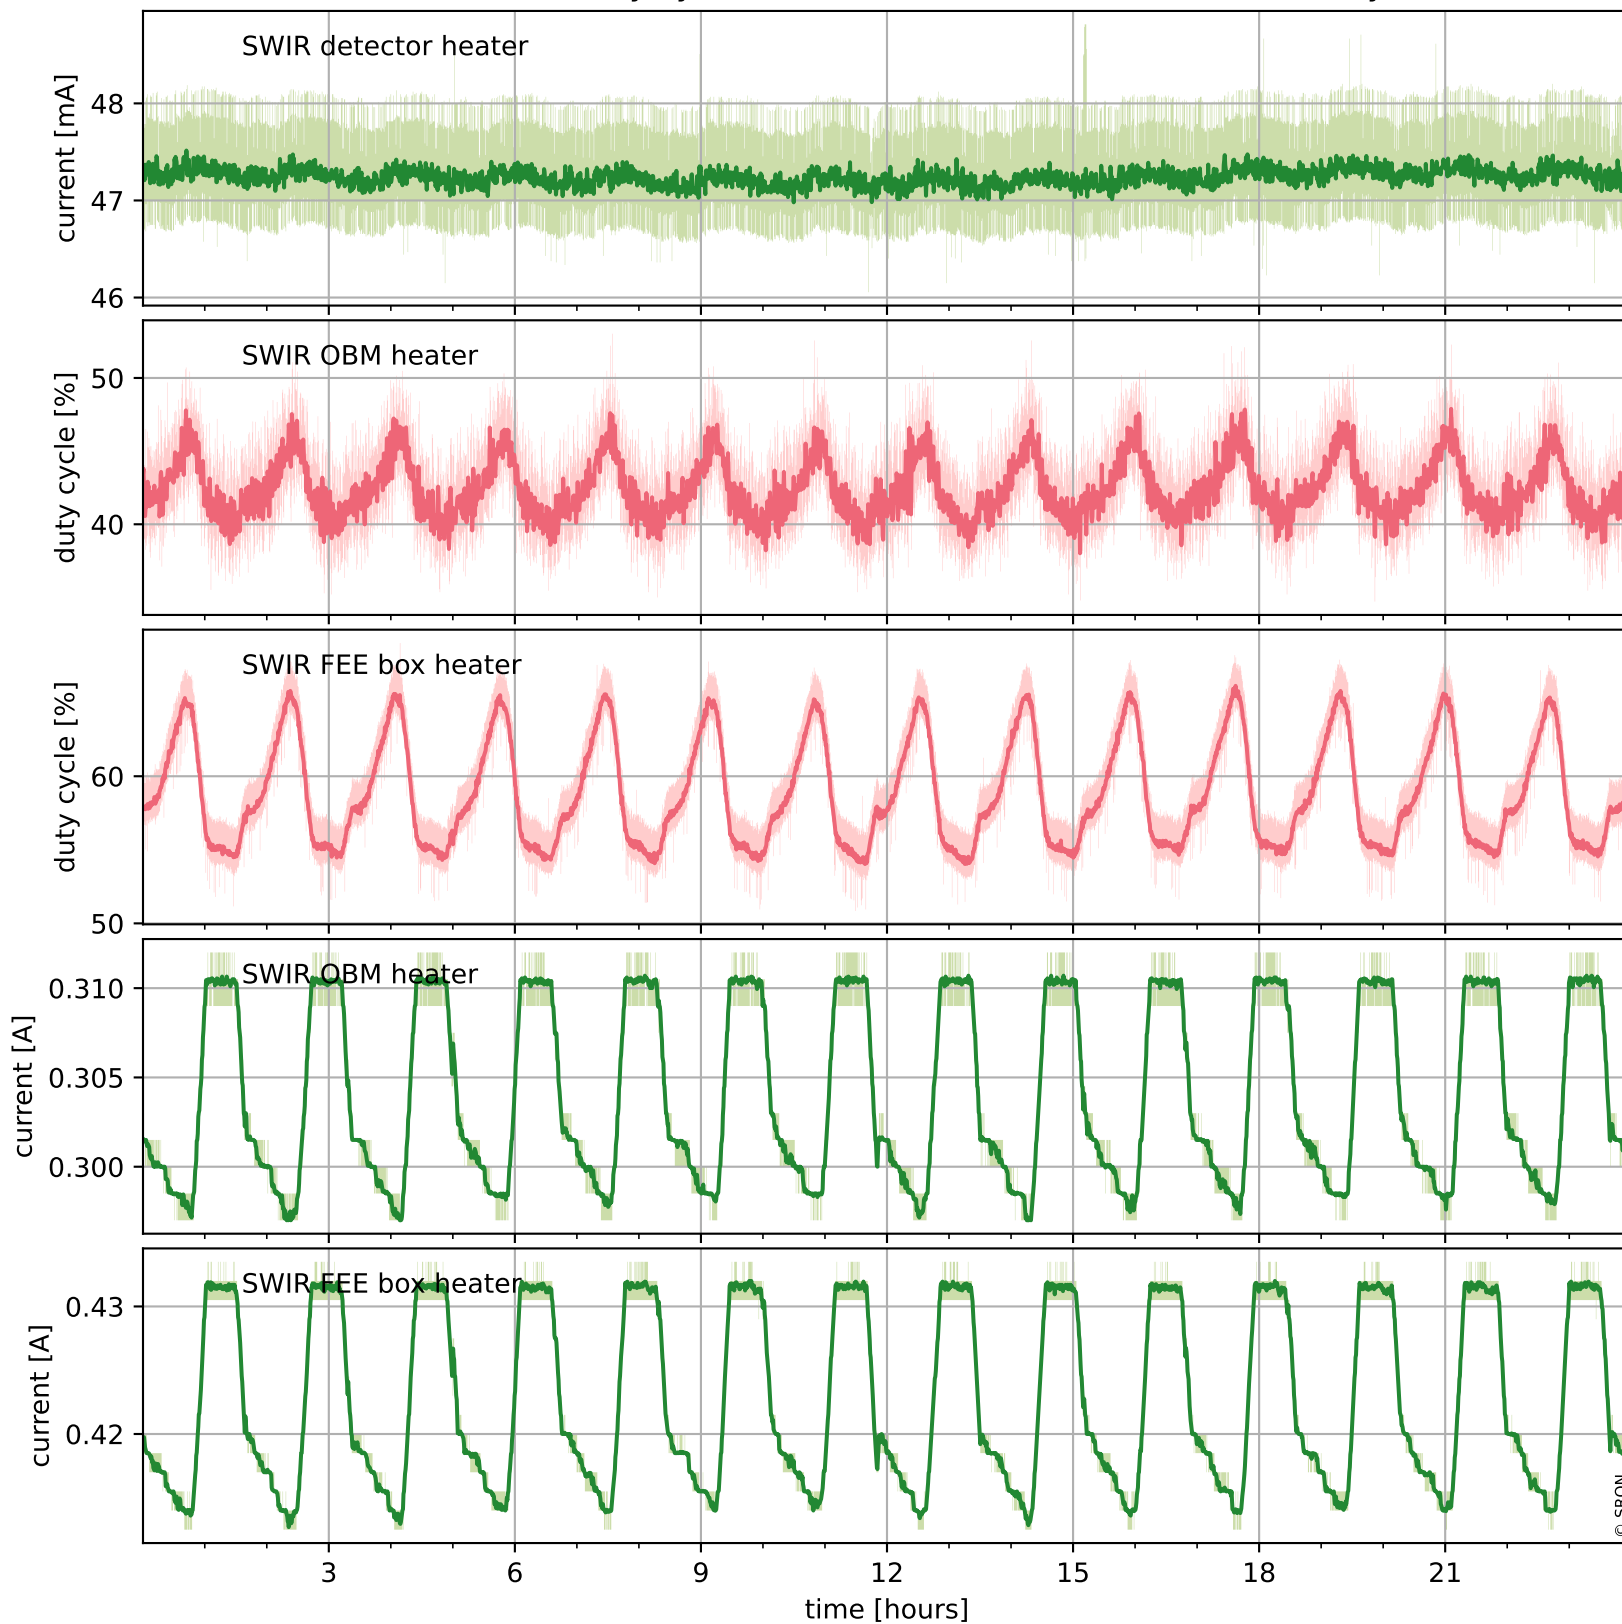 SWIR detector heater
current [mA]
48
47
46
SWIR OBM heater
duty cycle [%]
50
40
SWIR FEE box heater
duty cycle [%]
60
50
SWIR OBM heater
current [A]
0.310
0.305
0.300
SWIR FEE box heater
current [A]
0.43
0.42
3 6 9 12 15 18 21
time [hours]
© SRON